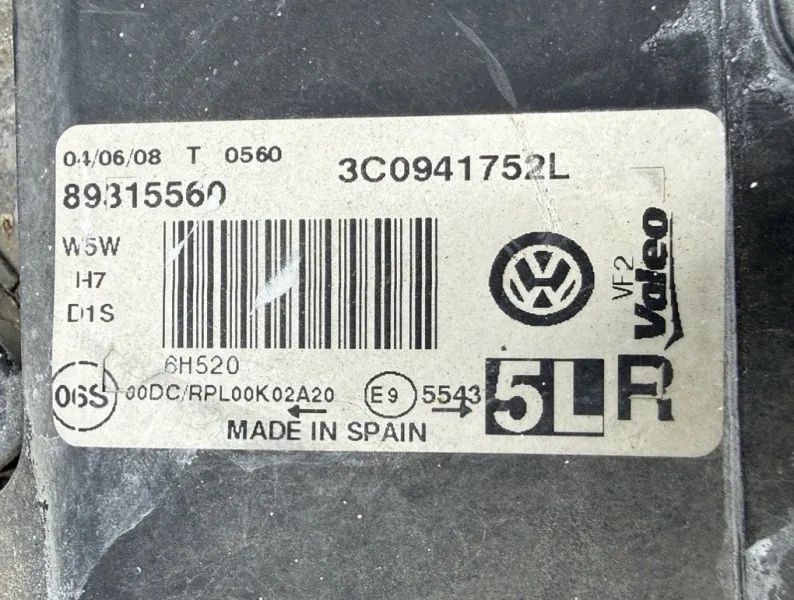 04/06/08 T 0560
3C0941752L
89315560
W5W
H7
D1S
6H520
VF2
Valeo
06S
00DC/RPL00K02A20
E9
5543
5L
R
MADE IN SPAIN